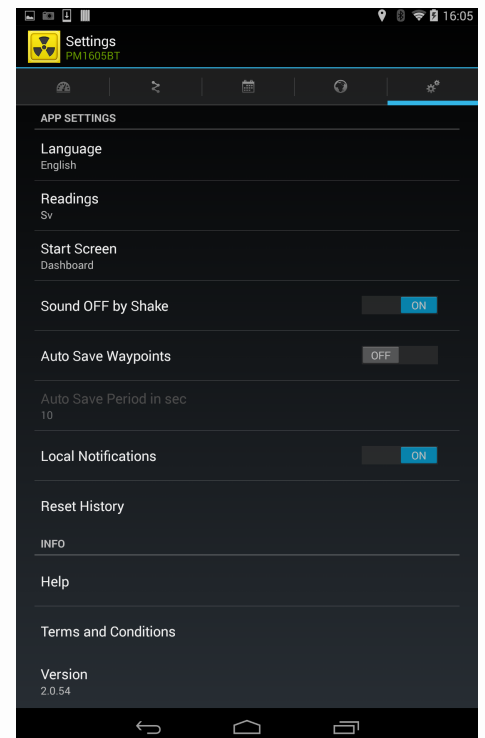 16:05
Settings
PM1605BT
APP SETTINGS
Language
English
Readings
Sv
Start Screen
Dashboard
Sound OFF by Shake
ON
Auto Save Waypoints
OFF
Auto Save Period in sec
10
Local Notifications
ON
Reset History
INFO
Help
Terms and Conditions
Version
2.0.54